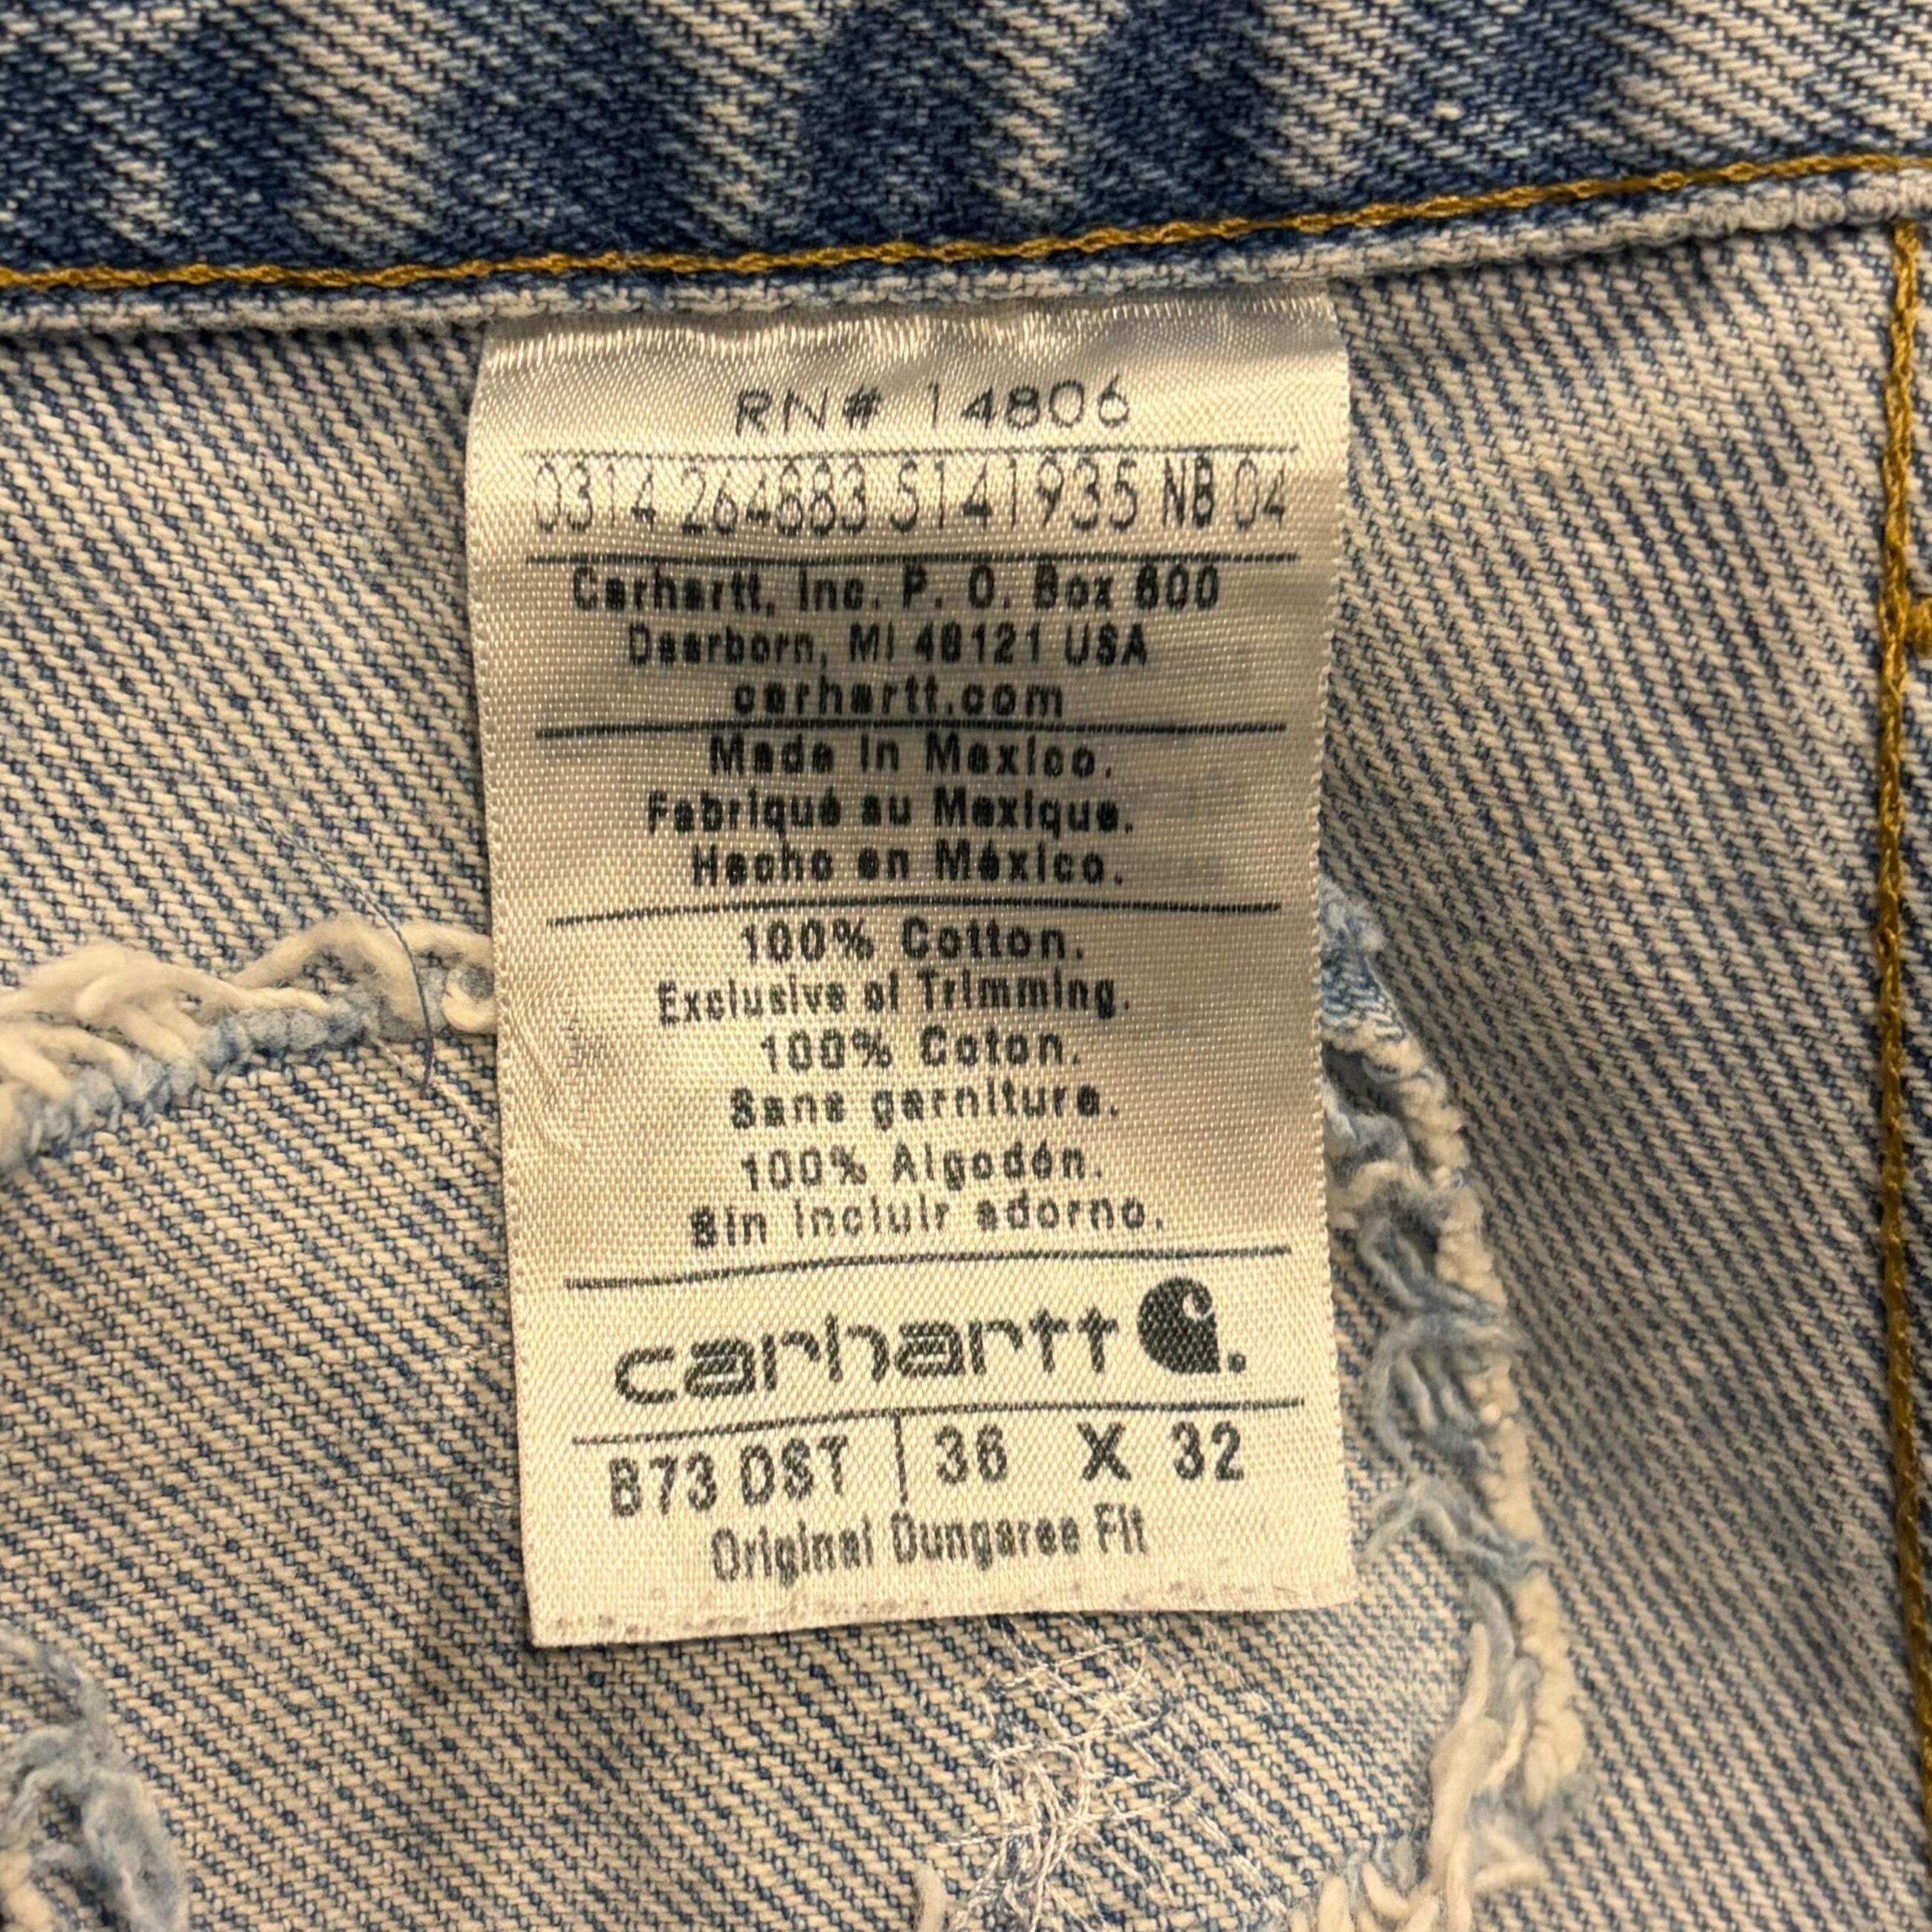 RN# 14806
0314 264883 S141935 NB 04
Carhartt, Inc. P. O. Box 600
Dearborn, MI 48121 USA
carhartt.com
Made in Mexico.
Fabriqué au Mexique.
Hecho en México.
100% Cotton.
Exclusive of Trimming.
100% Coton.
Sans garniture.
100% Algodón.
Sin incluir adorno.
carhartt
B73 DST 36 X 32
Original Dungaree Fit